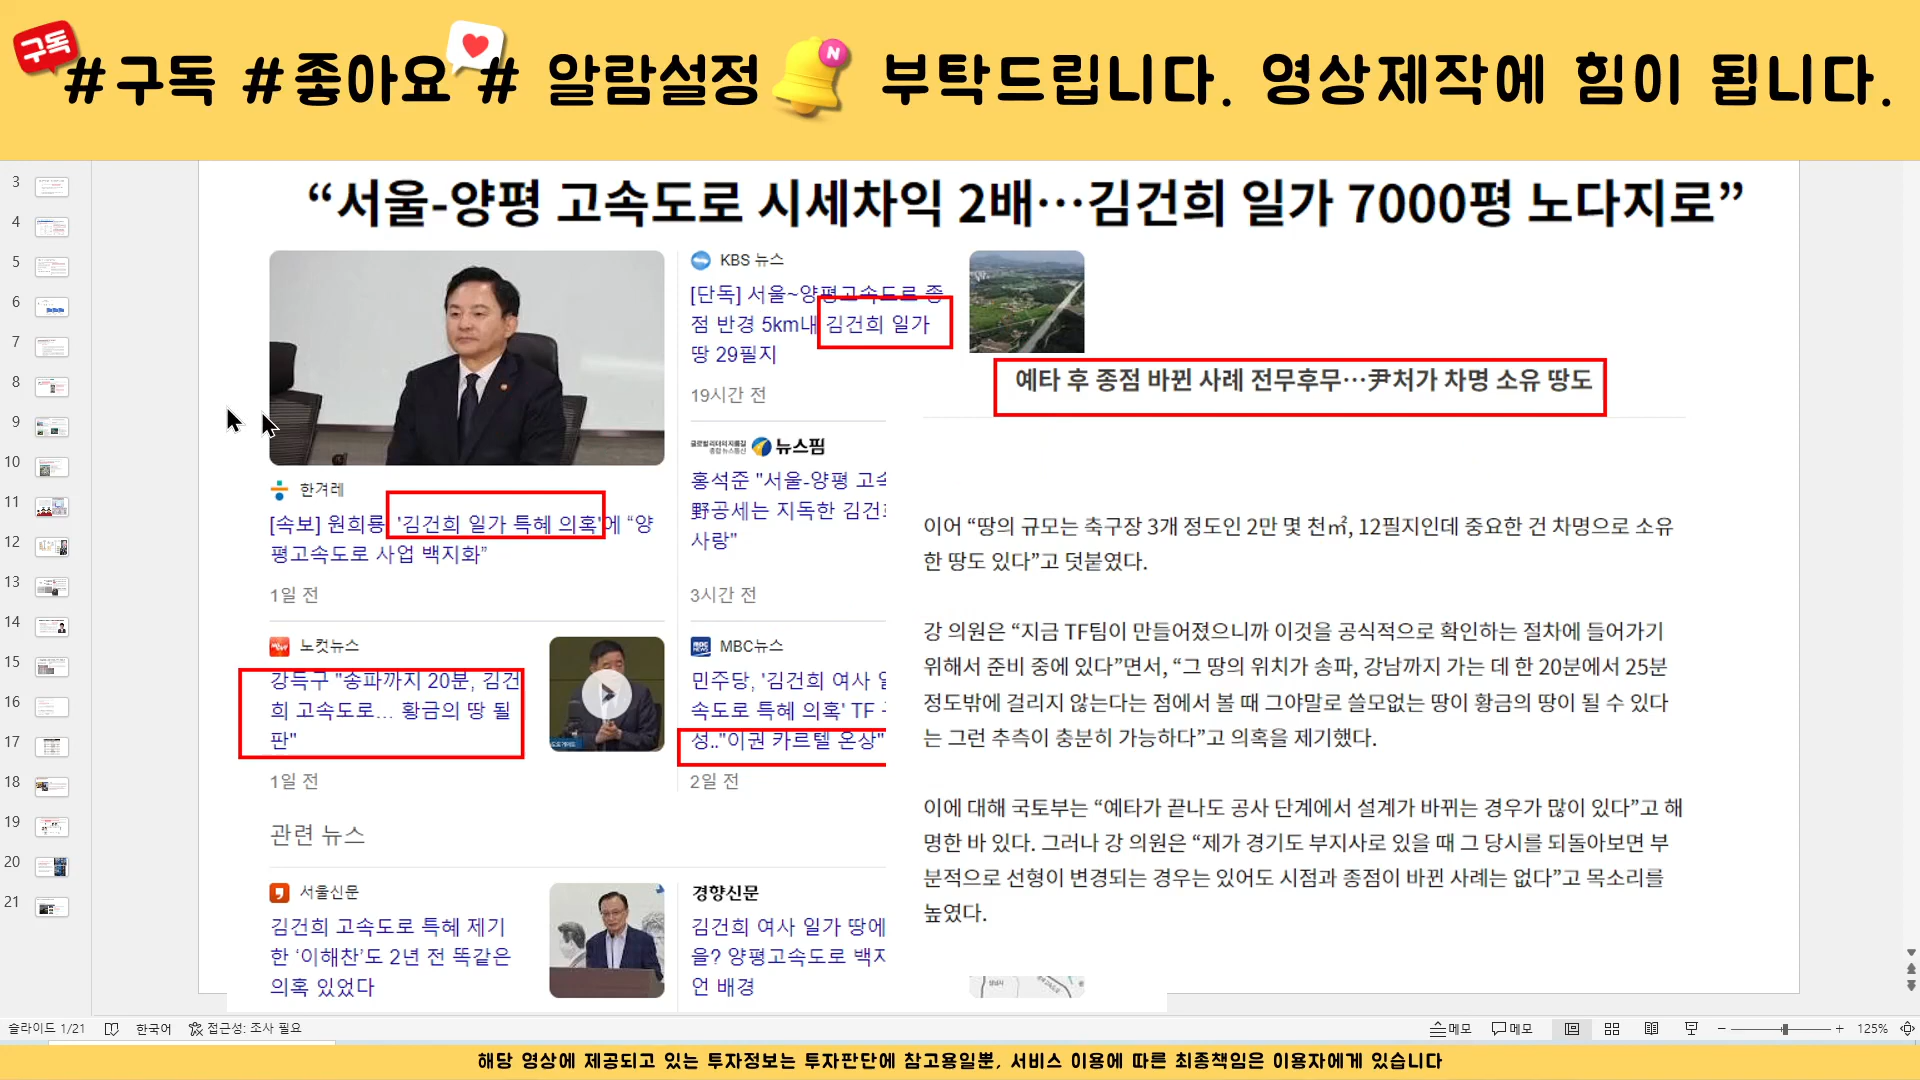 구독
#구독 #좋아요 # 알람설정 부탁드립니다. 영상제작에 힘이 됩니다.
N
“서울-양평 고속도로 시세차익 2배…김건희 일가 7000평 노다지로”
KBS 뉴스
[단독] 서울~양평고속도로 종
점 반경 5km내 김건희 일가
땅 29필지
19시간 전
예타 후 종점 바뀐 사례 전무후무…尹처가 차명 소유 땅도
한겨레
[속보] 원희룡, '김건희 일가 특혜 의혹'에 “양
평고속도로 사업 백지화”
1일 전
뉴스핌
홍석준 "서울-양평 고속
野공세는 지독한 김건희
사랑"
3시간 전
이어 “땅의 규모는 축구장 3개 정도인 2만 몇 천㎡, 12필지인데 중요한 건 차명으로 소유
한 땅도 있다”고 덧붙였다.
강 의원은 “지금 TF팀이 만들어졌으니까 이것을 공식적으로 확인하는 절차에 들어가기
위해서 준비 중에 있다”면서, “그 땅의 위치가 송파, 강남까지 가는 데 한 20분에서 25분
정도밖에 걸리지 않는다는 점에서 볼 때 그야말로 쓸모없는 땅이 황금의 땅이 될 수 있다
는 그런 추측이 충분히 가능하다”고 의혹을 제기했다.
이에 대해 국토부는 “예타가 끝나도 공사 단계에서 설계가 바뀌는 경우가 많이 있다”고 해
명한 바 있다. 그러나 강 의원은 “제가 경기도 부지사로 있을 때 그 당시를 되돌아보면 부
분적으로 선형이 변경되는 경우는 있어도 시점과 종점이 바뀐 사례는 없다”고 목소리를
높였다.
노컷뉴스
강득구 "송파까지 20분, 김건
희 고속도로… 황금의 땅 될
판"
1일 전
MBC뉴스
민주당, '김건희 여사 일
속도로 특혜 의혹' TF
성.."이권 카르텔 온상"
2일 전
관련 뉴스
서울신문
김건희 고속도로 특혜 제기
한 ‘이해찬’도 2년 전 똑같은
의혹 있었다
경향신문
김건희 여사 일가 땅에
을? 양평고속도로 백지
언 배경
3
4
5
6
7
8
9
10
11
12
13
14
15
16
17
18
19
20
21
슬라이드 1/21 한국어 접근성: 조사 필요 메모 메모 125%
해당 영상에 제공되고 있는 투자정보는 투자판단에 참고용일뿐, 서비스 이용에 따른 최종책임은 이용자에게 있습니다